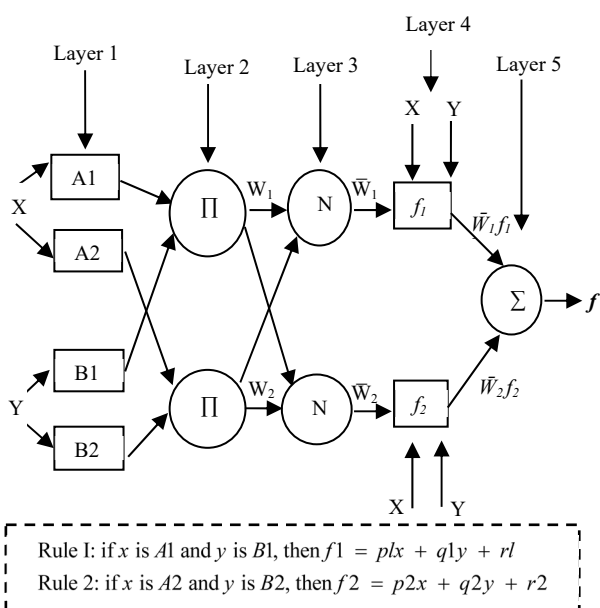 Layer 4
Layer 1
Layer 2
Layer 3
Layer 5
X Y
A1
X
A2
Π
W₁
N
W̄₁
f₁
W̄₁f₁
Σ
f
B1
Y
B2
Π
W₂
N
W̄₂
f₂
W̄₂f₂
X Y
Rule I: if x is A1 and y is B1, then f1 = plx + q1y + rl
Rule 2: if x is A2 and y is B2, then f2 = p2x + q2y + r2